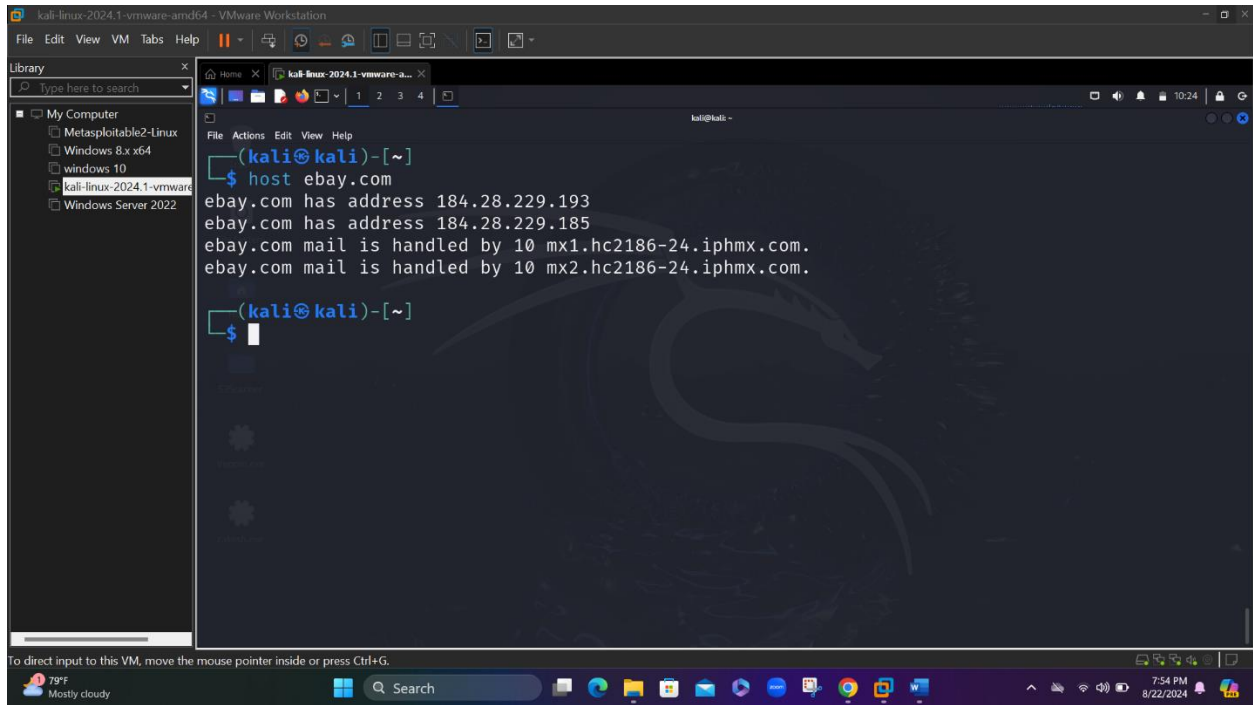 kali-linux-2024.1-vmware-amd64 - VMware Workstation
File Edit View VM Tabs Help
Library
Type here to search
My Computer
Metasploitable2-Linux
Windows 8.x x64
windows 10
kali-linux-2024.1-vmware
Windows Server 2022
Home
kali-linux-2024.1-vmware-a...
1 2 3 4
10:24
kali@kali: ~
File Actions Edit View Help
(kali㉿kali)-[~]
$ host ebay.com
ebay.com has address 184.28.229.193
ebay.com has address 184.28.229.185
ebay.com mail is handled by 10 mx1.hc2186-24.iphmx.com.
ebay.com mail is handled by 10 mx2.hc2186-24.iphmx.com.
(kali㉿kali)-[~]
$
To direct input to this VM, move the mouse pointer inside or press Ctrl+G.
1
79°F
Mostly cloudy
Search
zoom
7:54 PM
8/22/2024